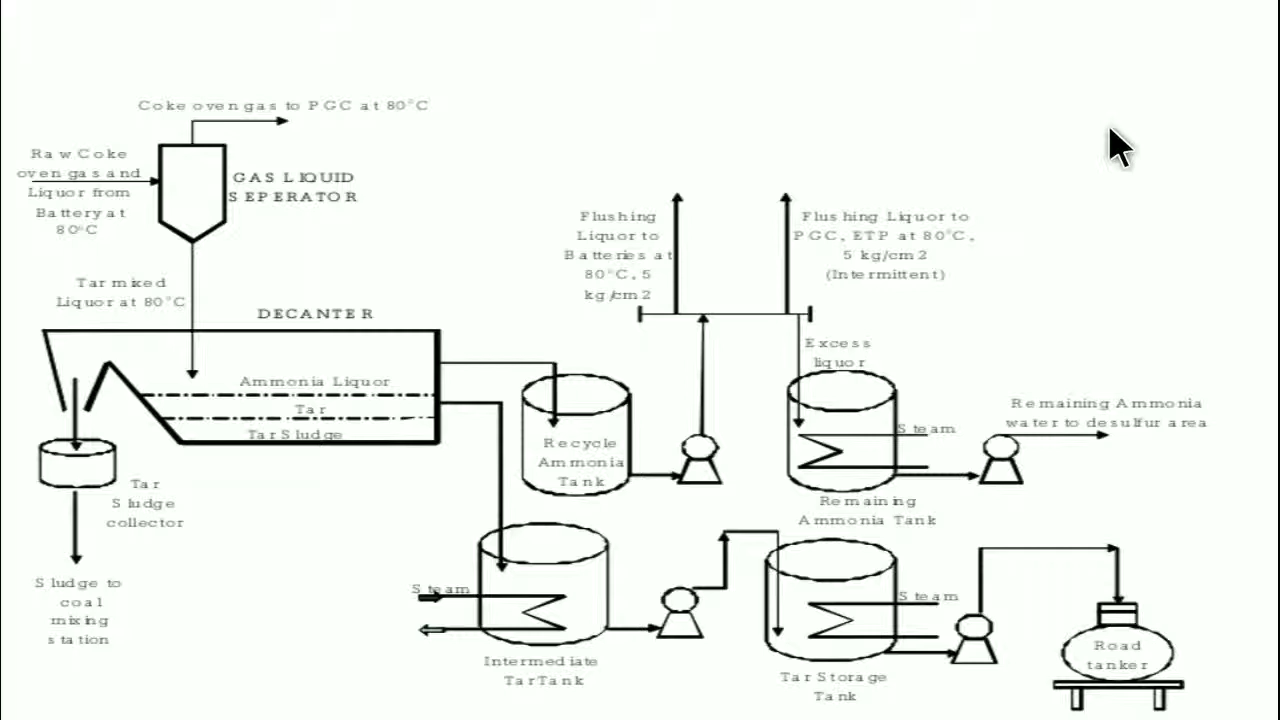 Coke oven gas to PGC at 80°C
Raw Coke
oven gas and
Liquor from
Battery at
80°C
GAS LIQUID
SEPERATOR
Tar mixed
Liquor at 80°C
DECANTER
Ammonia Liquor
Tar
Tar Sludge
Tar
Sludge
collector
Sludge to
coal
mixing
station
Flushing
Liquor to
Batteries at
80°C, 5
kg/cm2
Flushing Liquor to
PGC, ETP at 80°C,
5 kg/cm2
(Intermittent)
Excess
liquor
Recycle
Ammonia
Tank
Steam
Remaining
Ammonia Tank
Remaining Ammonia
water to desulfur area
Steam
Intermediate
Tar Tank
Steam
Tar Storage
Tank
Road
tanker